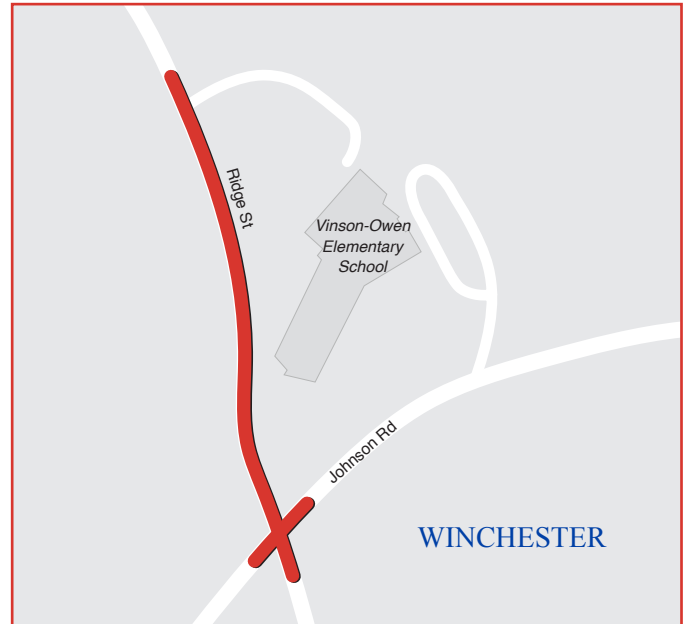 Ridge St
Vinson-Owen
Elementary
School
Johnson Rd
WINCHESTER